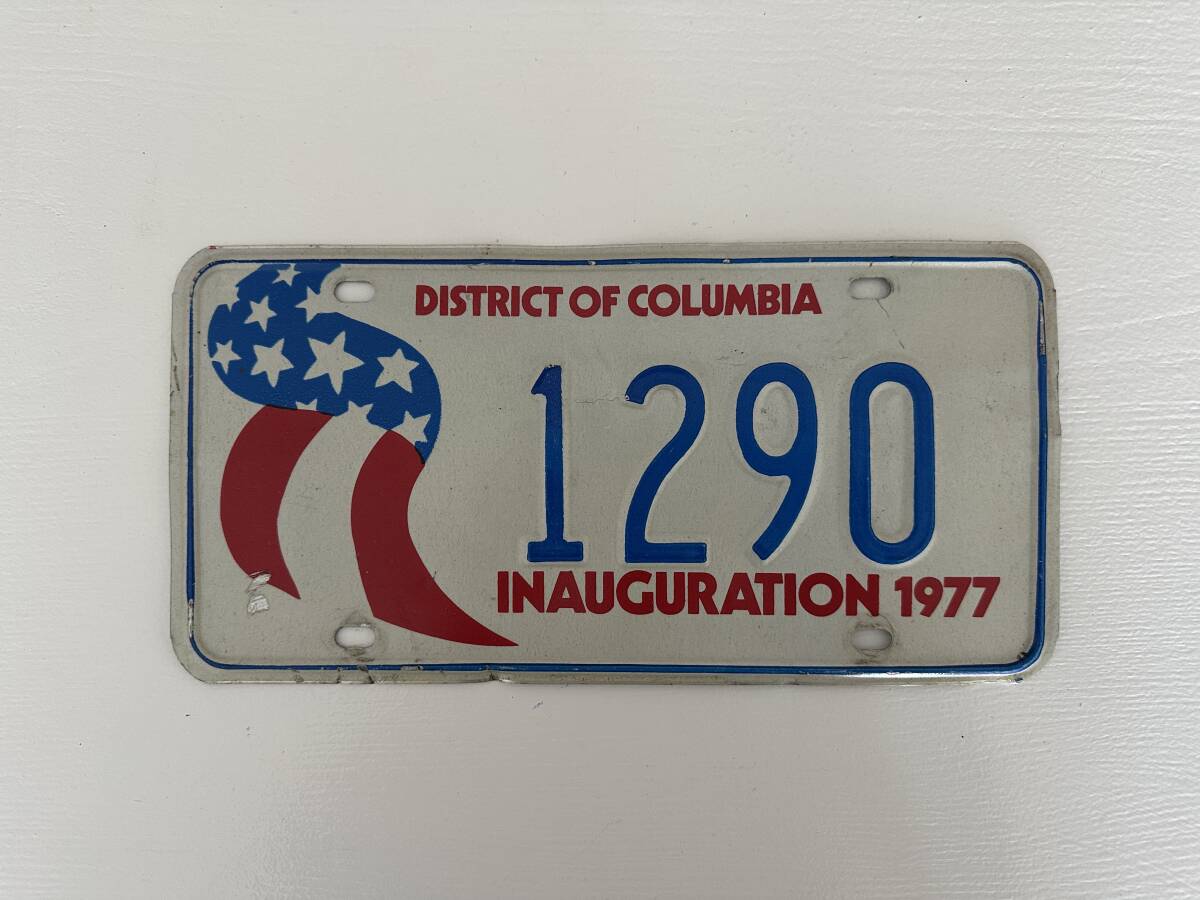 DISTRICT OF COLUMBIA
1290
INAUGURATION 1977